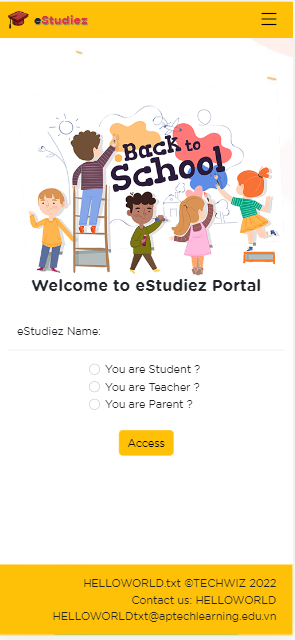 eStudiez
Back to
School
Welcome to eStudiez Portal
eStudiez Name:
You are Student ?
You are Teacher ?
You are Parent ?
Access
HELLOWORLD.txt ©TECHWIZ 2022
Contact us: HELLOWORLD
HELLOWORLDtxt@aptechlearning.edu.vn